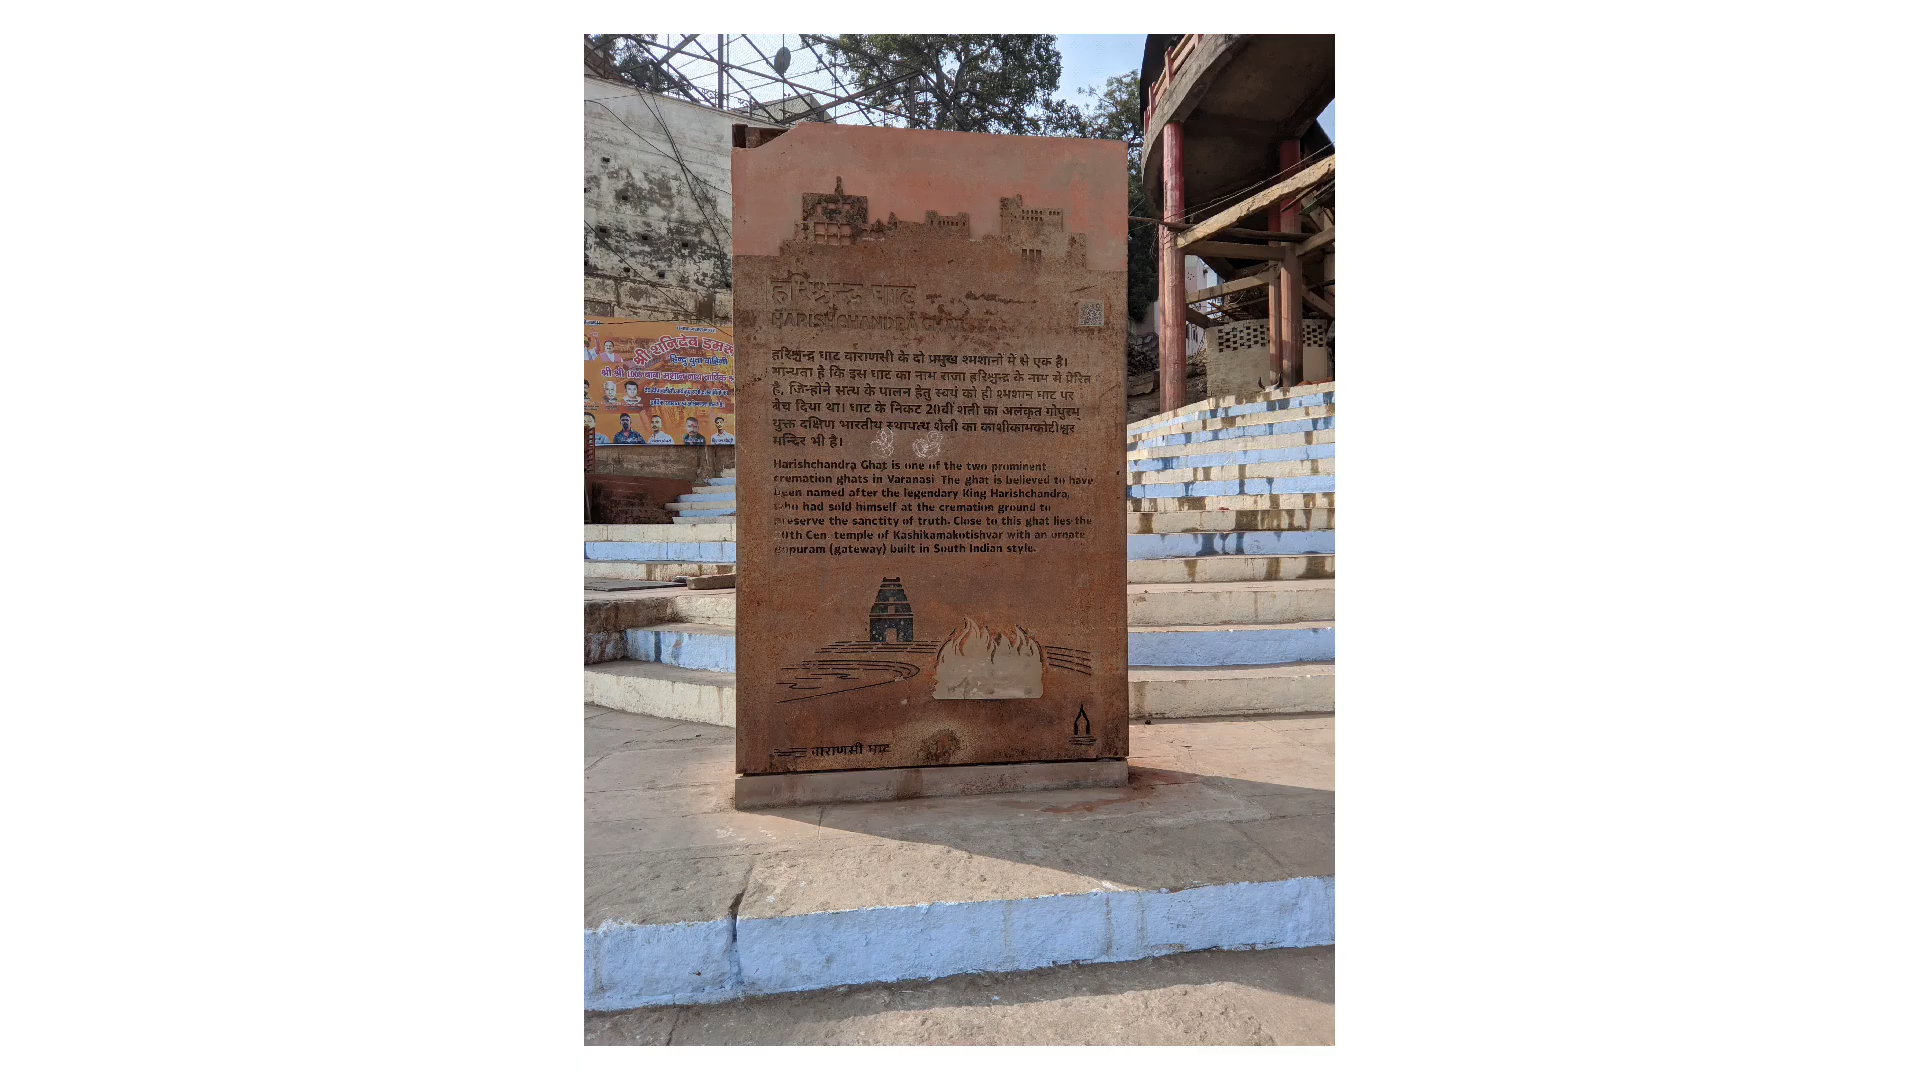 हरिश्चन्द्र घाट
HARISHCHANDRA GHAT
हरिश्चन्द्र घाट वाराणसी के दो प्रमुख श्मशानों में से एक है।
मान्यता है कि इस घाट का नाम राजा हरिश्चन्द्र के नाम से प्रेरित
है, जिन्होंने सत्य के पालन हेतु स्वयं को ही श्मशान घाट पर
बेच दिया था। घाट के निकट 20वीं शती का अलंकृत गोपुरम्
युक्त दक्षिण भारतीय स्थापत्य शैली का काशीकामकोटीश्वर
मन्दिर भी है।
Harishchandra Ghat is one of the two prominent
cremation ghats in Varanasi. The ghat is believed to have
been named after the legendary King Harishchandra,
who had sold himself at the cremation ground to
preserve the sanctity of truth. Close to this ghat lies the
20th Cen. temple of Kashikamakotishvar with an ornate
gopuram (gateway) built in South Indian style.
वाराणसी घाट
श्री शनिदेव डमरू
हिन्दू युवा वाहिनी
श्री श्री 1008 बाबा मशान नाथ वार्षिक